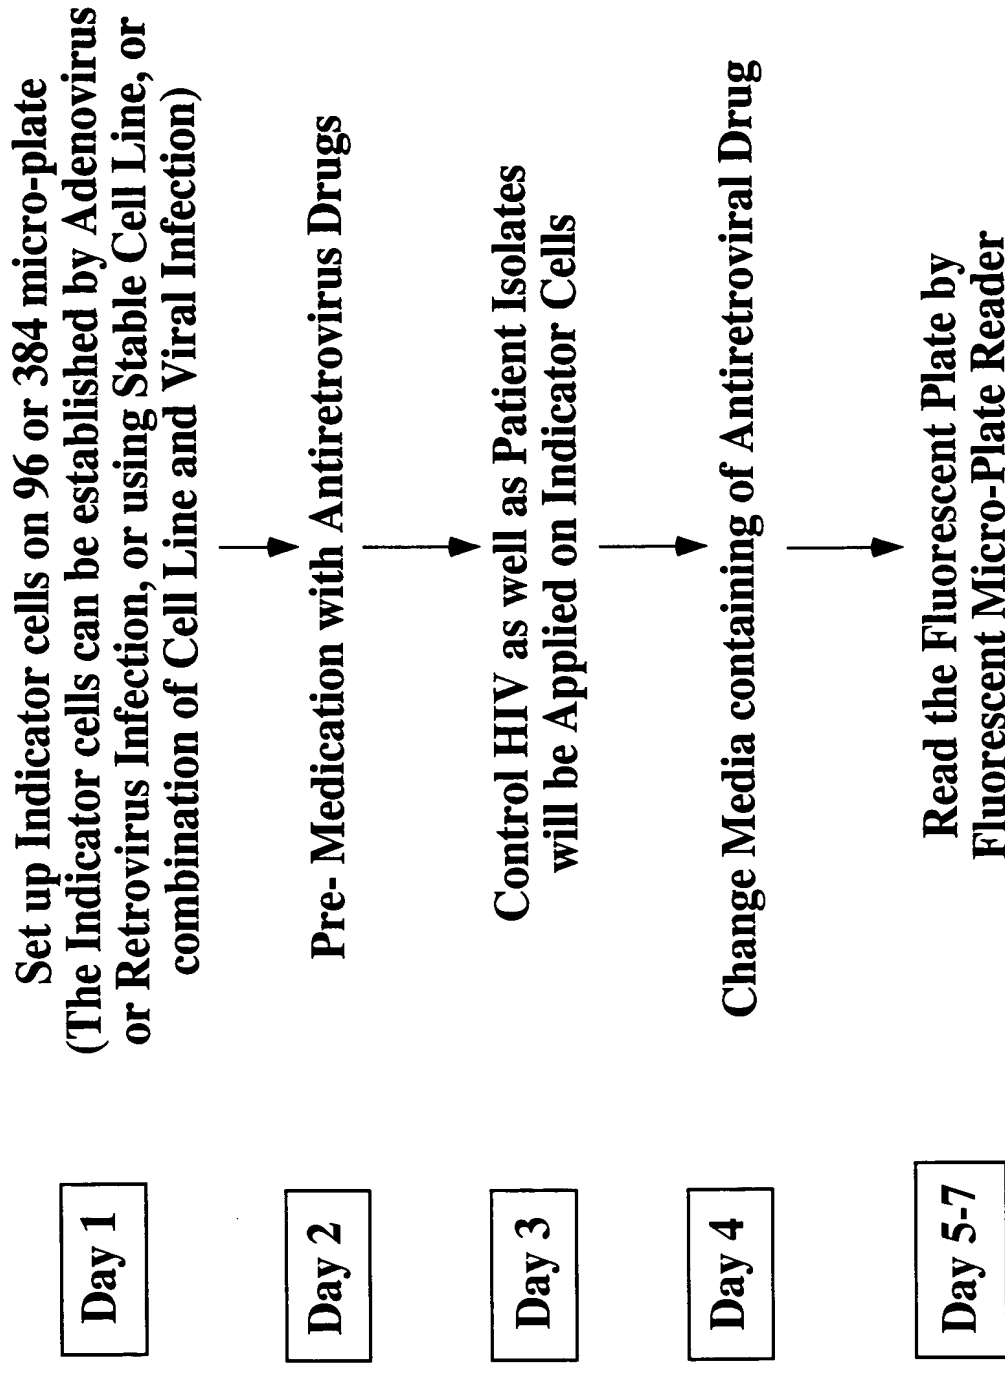 Day 1
Set up Indicator cells on 96 or 384 micro-plate
(The Indicator cells can be established by Adenovirus
or Retrovirus Infection, or using Stable Cell Line, or
combination of Cell Line and Viral Infection)
Day 2
Pre- Medication with Antiretrovirus Drugs
Day 3
Control HIV as well as Patient Isolates
will be Applied on Indicator Cells
Day 4
Change Media containing of Antiretroviral Drug
Day 5-7
Read the Fluorescent Plate by
Fluorescent Micro-Plate Reader